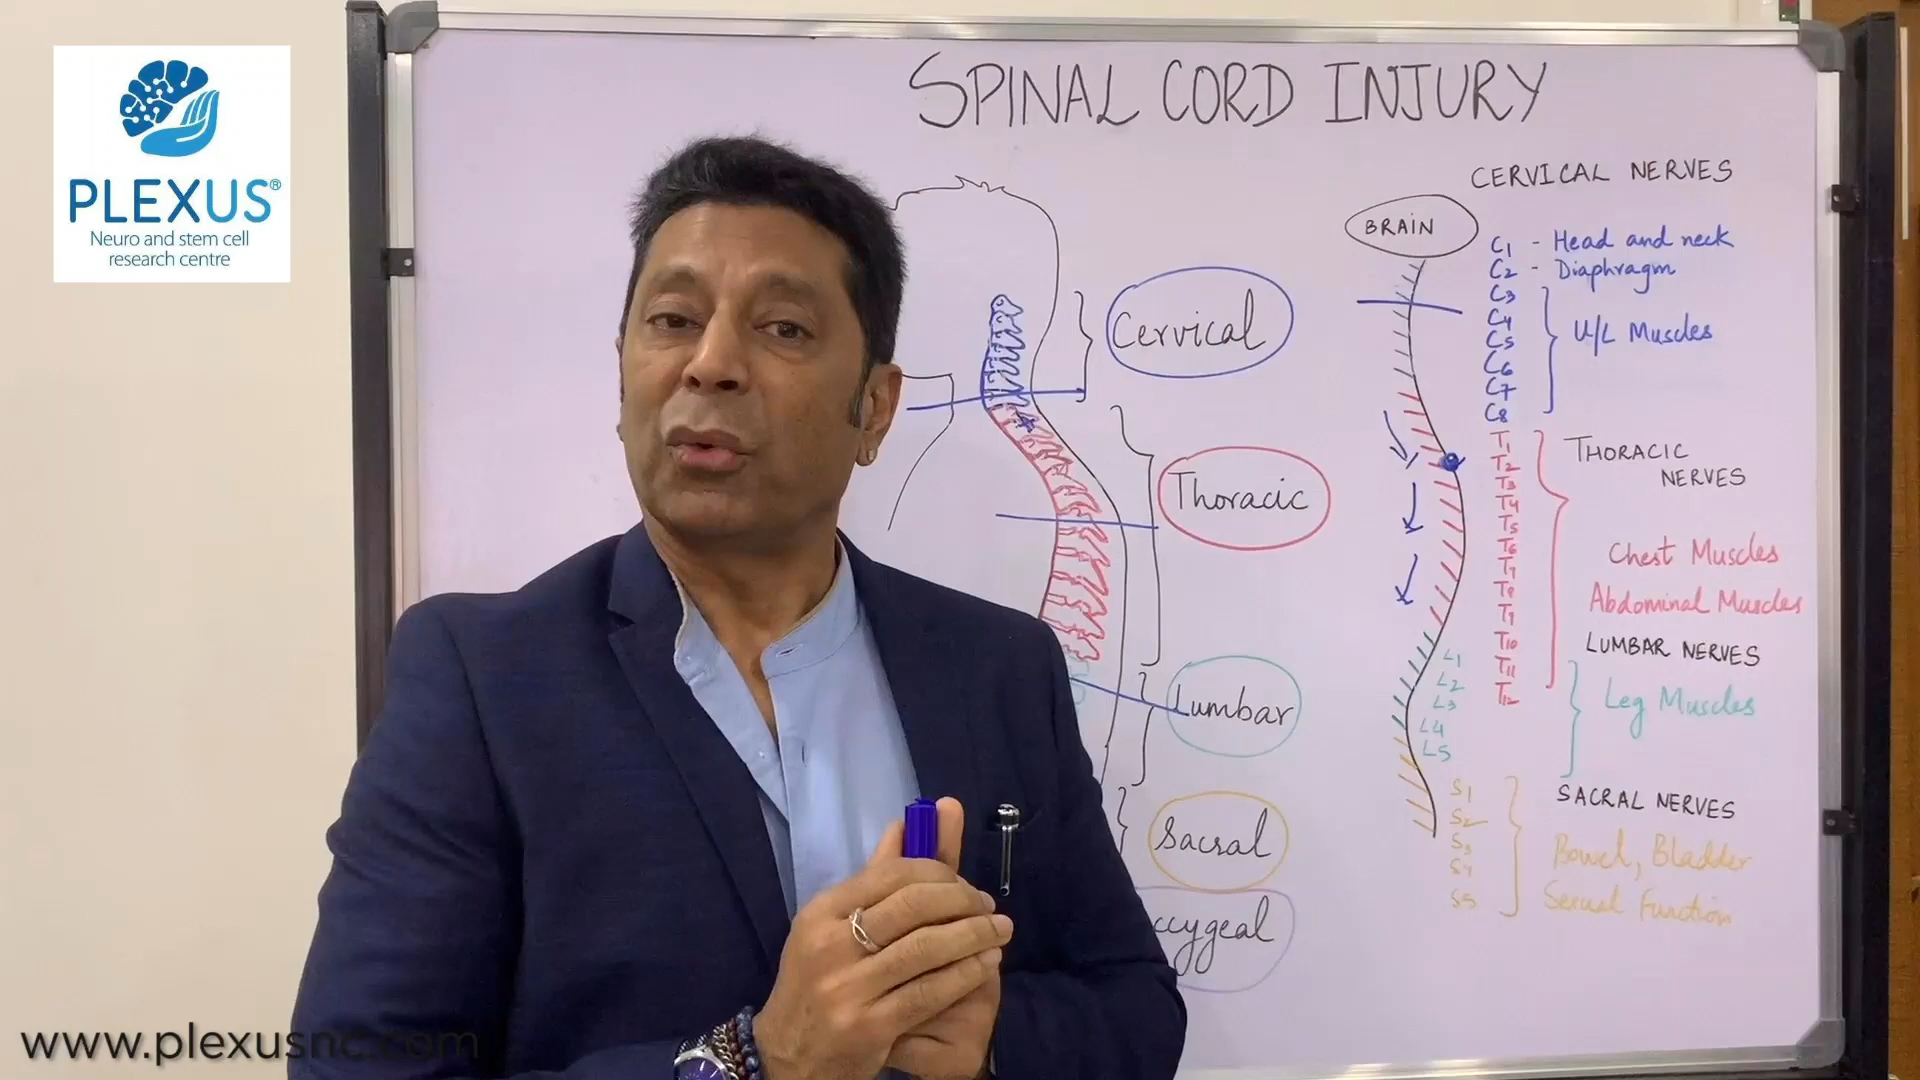 PLEXUS®
Neuro and stem cell
research centre
SPINAL CORD INJURY
Cervical
Thoracic
Lumbar
Sacral
ccygeal
BRAIN
CERVICAL NERVES
C1 - Head and neck
C2 - Diaphragm
C3
C4
C5
C6
C7
C8
U/L Muscles
T1
T2
T3
T4
T5
T6
T7
T8
T9
T10
T11
T12
THORACIC
NERVES
Chest Muscles
Abdominal Muscles
LUMBAR NERVES
L1
L2
L3
L4
L5
Leg Muscles
SACRAL NERVES
S1
S2
S3
S4
S5
Bowel, Bladder
Sexual Function
www.plexusnc.com